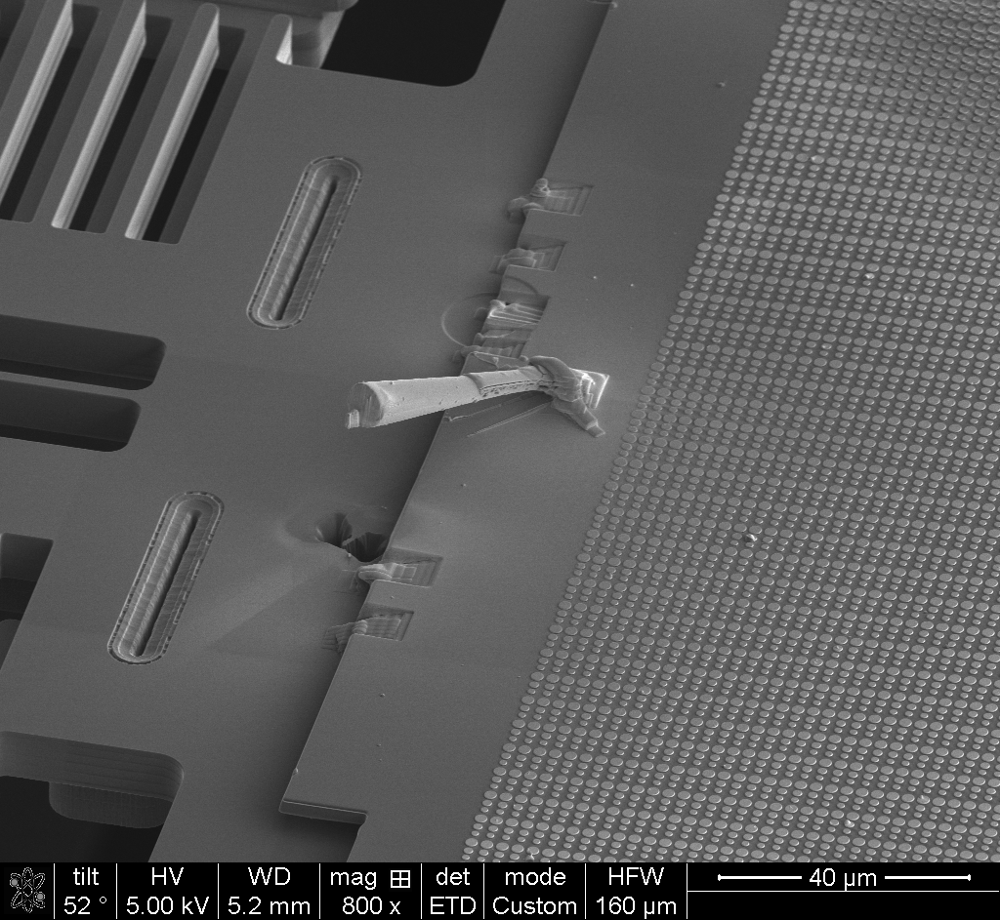 tilt HV WD mag det mode HFW
52 ° 5.00 kV 5.2 mm 800 x ETD Custom 160 µm
40 µm